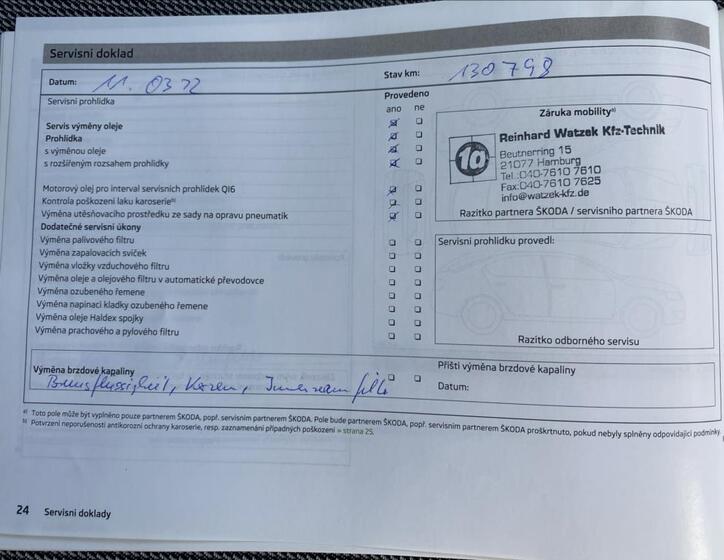 Servisní doklad
Datum: 11. 03 22
Stav km: 130798
Servisní prohlídka
Provedeno
ano ne
Servis výměny oleje
Prohlídka
s výměnou oleje
s rozšířeným rozsahem prohlídky
Motorový olej pro interval servisních prohlídek QI6
Kontrola poškození laku karoserie b)
Výměna utěsňovacího prostředku ze sady na opravu pneumatik
Dodatečné servisní úkony
Výměna palivového filtru
Výměna zapalovacích svíček
Výměna vložky vzduchového filtru
Výměna oleje a olejového filtru v automatické převodovce
Výměna ozubeného řemene
Výměna napínací kladky ozubeného řemene
Výměna oleje Haldex spojky
Výměna prachového a pylového filtru
Záruka mobility a)
10
Reinhard Watzek Kfz-Technik
Beutnerring 15
21077 Hamburg
Tel.:040-7610 7610
Fax:040-7610 7625
info@watzek-kfz.de
Razítko partnera ŠKODA / servisního partnera ŠKODA
Servisní prohlídku provedl:
Razítko odborného servisu
Výměna brzdové kapaliny
Bremsflüssigkeit, Kerzen, Innenraumfilter
Příští výměna brzdové kapaliny
Datum:
a) Toto pole může být vyplněno pouze partnerem ŠKODA, popř. servisním partnerem ŠKODA. Pole bude partnerem ŠKODA, popř. servisním partnerem ŠKODA proškrtnuto, pokud nebyly splněny odpovídající podmínky.
b) Potvrzení neporušenosti antikorozní ochrany karoserie, resp. zaznamenání případných poškození » strana 25.
24 Servisní doklady